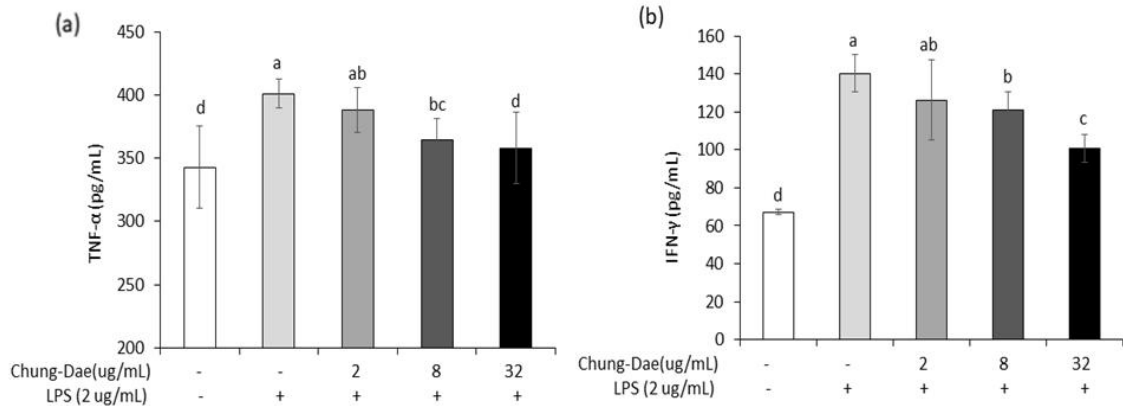 (a)
450
400
350
300
250
200
TNF-α (pg/mL)
d
a
ab
bc
d
Chung-Dae(ug/mL) - - 2 8 32
LPS (2 ug/mL) - + + + +
(b)
160
140
120
100
80
60
40
20
0
IFN-γ (pg/mL)
d
a
ab
b
c
Chung-Dae(ug/mL) - - 2 8 32
LPS (2 ug/mL) - + + + +